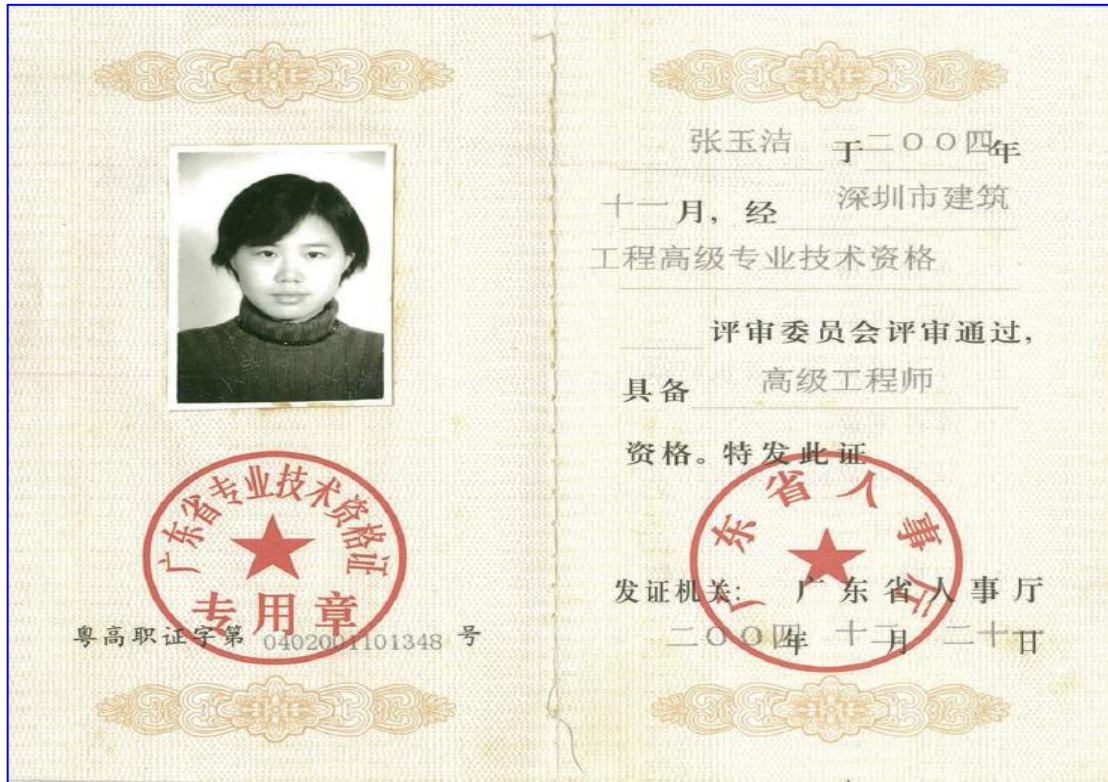 广东省专业技术资格证
专用章
粤高职证字第 0402001101348 号
张玉洁 于二〇〇四年
十一月，经 深圳市建筑
工程高级专业技术资格
评审委员会评审通过，
具备 高级工程师
资格。特发此证
广东省人事厅
发证机关： 广东省人事厅
二〇〇四年 十二月 二十一日